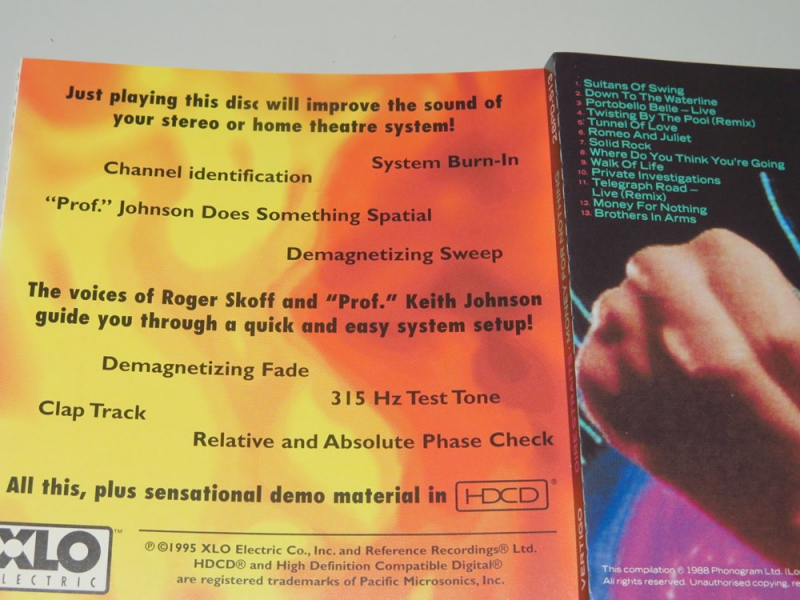 Just playing this disc will improve the sound of
your stereo or home theatre system!
System Burn-In
Channel identification
“Prof.” Johnson Does Something Spatial
Demagnetizing Sweep
The voices of Roger Skoff and “Prof.” Keith Johnson
guide you through a quick and easy system setup!
Demagnetizing Fade
315 Hz Test Tone
Clap Track
Relative and Absolute Phase Check
All this, plus sensational demo material in HDCD®
XLO™
ELECTRIC
℗©1995 XLO Electric Co., Inc. and Reference Recordings® Ltd.
HDCD® and High Definition Compatible Digital®
are registered trademarks of Pacific Microsonics, Inc.
DIRE STRAITS · MONEY FOR NOTHING
VERTIGO
1. Sultans Of Swing
2. Down To The Waterline
3. Portobello Belle – Live
4. Twisting By The Pool (Remix)
5. Tunnel Of Love
6. Romeo And Juliet
7. Solid Rock
8. Where Do You Think You're Going
9. Walk Of Life
10. Private Investigations
11. Telegraph Road –
Live (Remix)
12. Money For Nothing
13. Brothers In Arms
This compilation ℗ 1988 Phonogram Ltd. (Lo
All rights reserved. Unauthorised copying, re